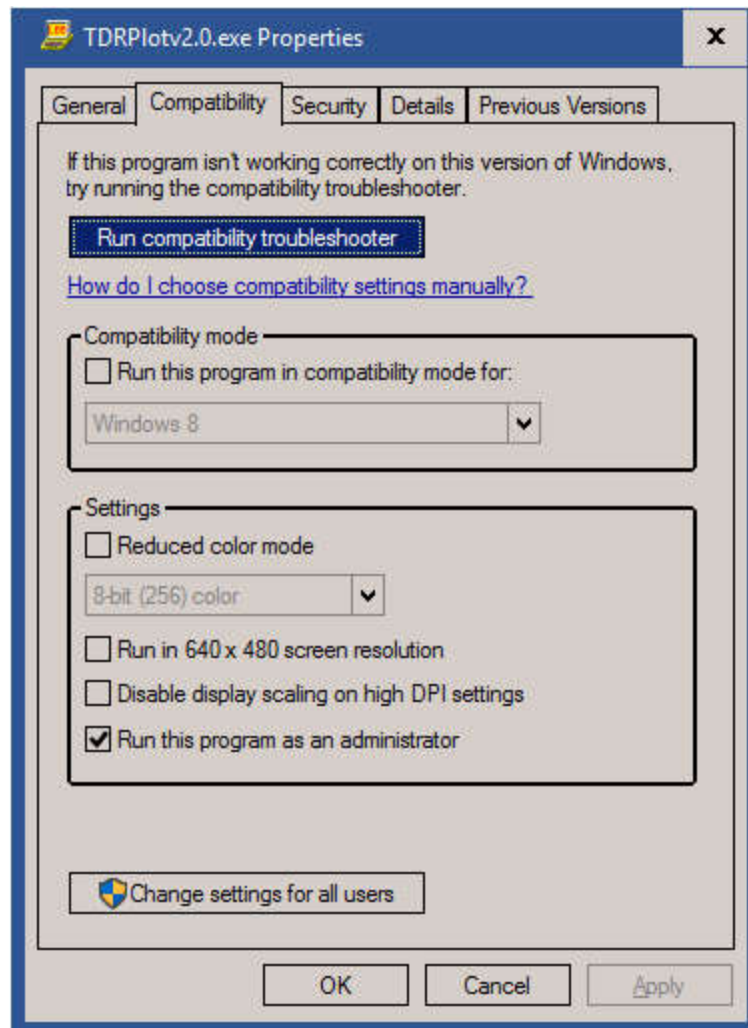 TDRPlotv2.0.exe Properties
x
General Compatibility Security Details Previous Versions
If this program isn't working correctly on this version of Windows,
try running the compatibility troubleshooter.
Run compatibility troubleshooter
How do I choose compatibility settings manually?
Compatibility mode
Run this program in compatibility mode for:
Windows 8
Settings
Reduced color mode
8-bit (256) color
Run in 640 x 480 screen resolution
Disable display scaling on high DPI settings
Run this program as an administrator
Change settings for all users
OK Cancel Apply